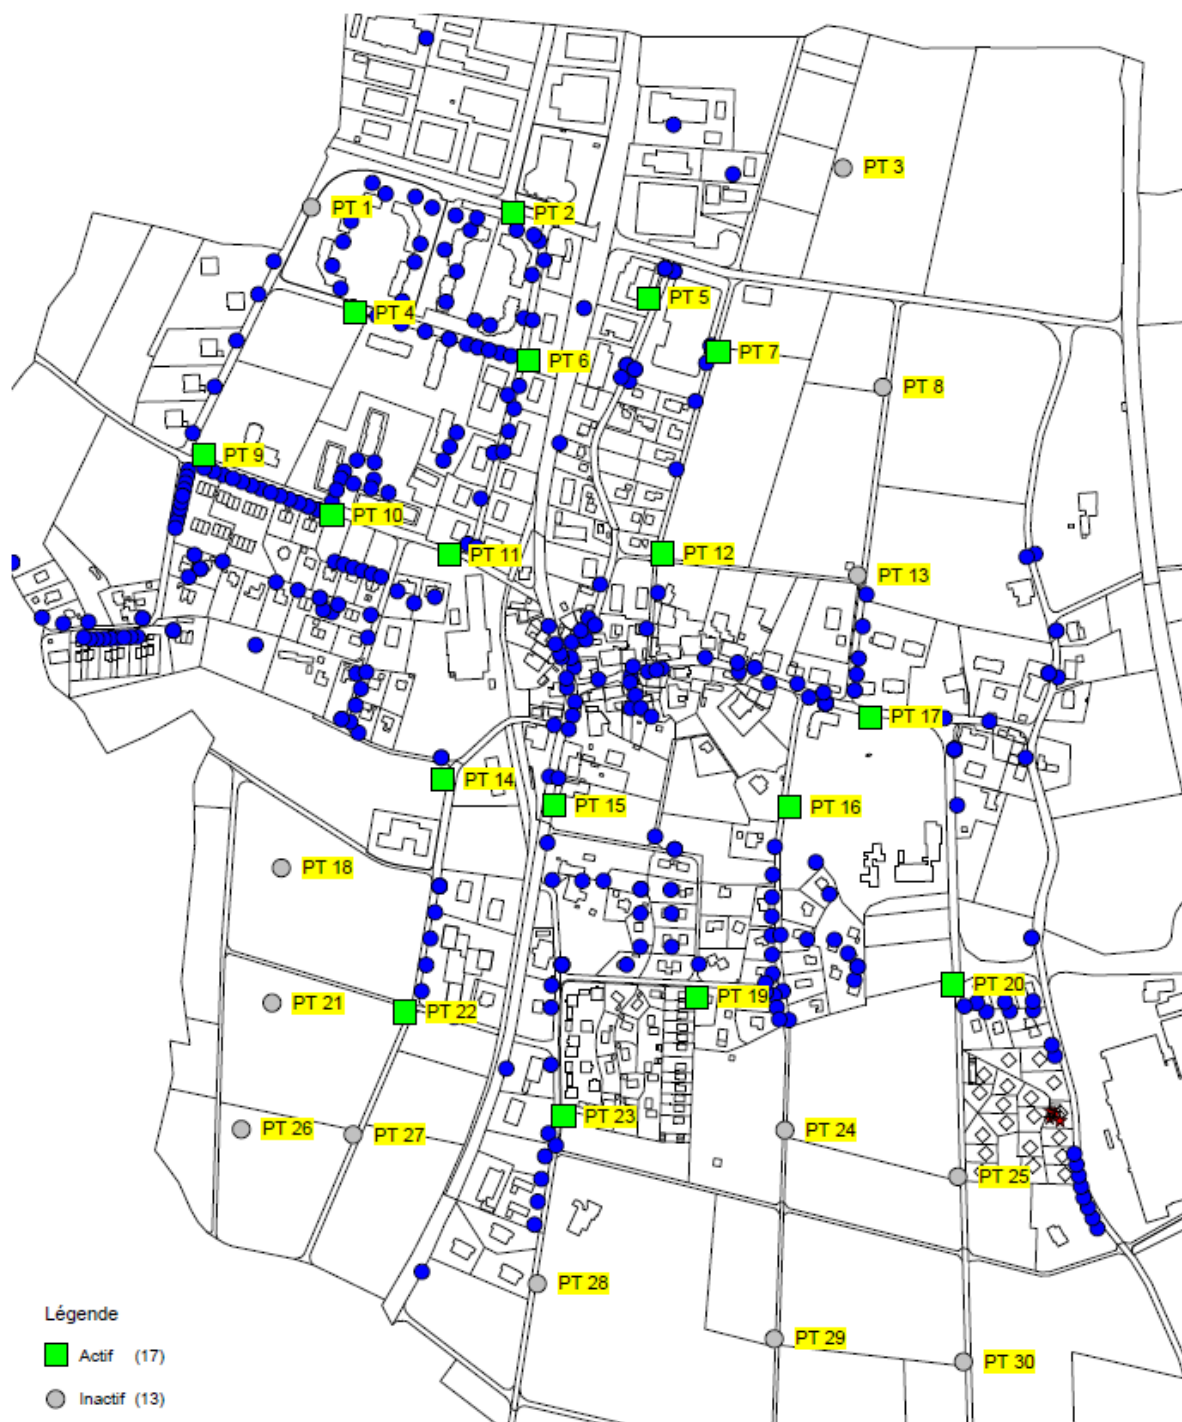 PT 3
PT 1
PT 2
PT 5
PT 4
PT 7
PT 6
PT 8
PT 9
PT 10
PT 11
PT 12
PT 13
PT 17
PT 14
PT 15
PT 16
PT 18
PT 20
PT 19
PT 21
PT 22
PT 23
PT 26
PT 27
PT 24
PT 25
PT 28
Légende
PT 29
Actif (17)
PT 30
Inactif (13)